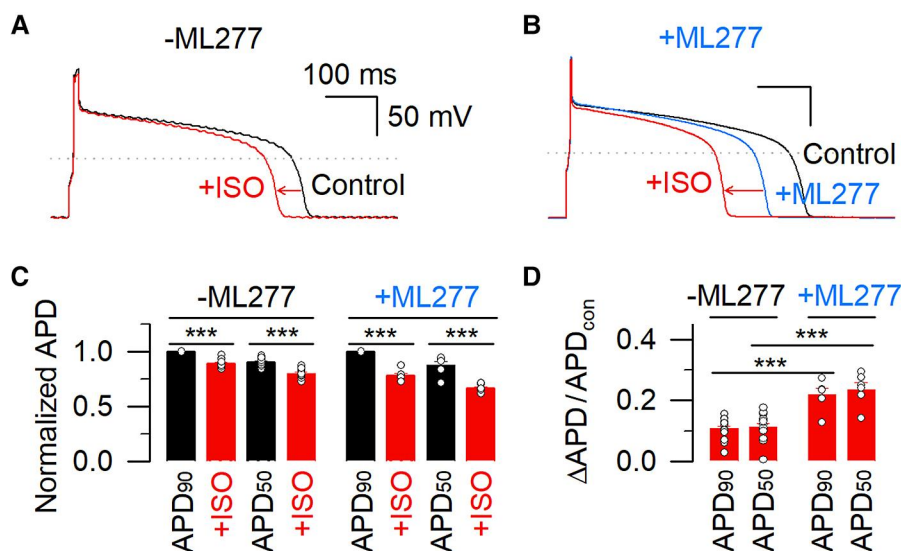 A
-ML277
100 ms
50 mV
+ISO
Control
B
+ML277
Control
+ISO
+ML277
C
-ML277
+ML277
Normalized APD
1.0
0.5
0.0
***
***
***
***
APD90
+ISO
APD50
+ISO
APD90
+ISO
APD50
+ISO
D
-ML277
+ML277
ΔAPD / APDcon
0.4
0.2
0.0
***
***
APD90
APD50
APD90
APD50